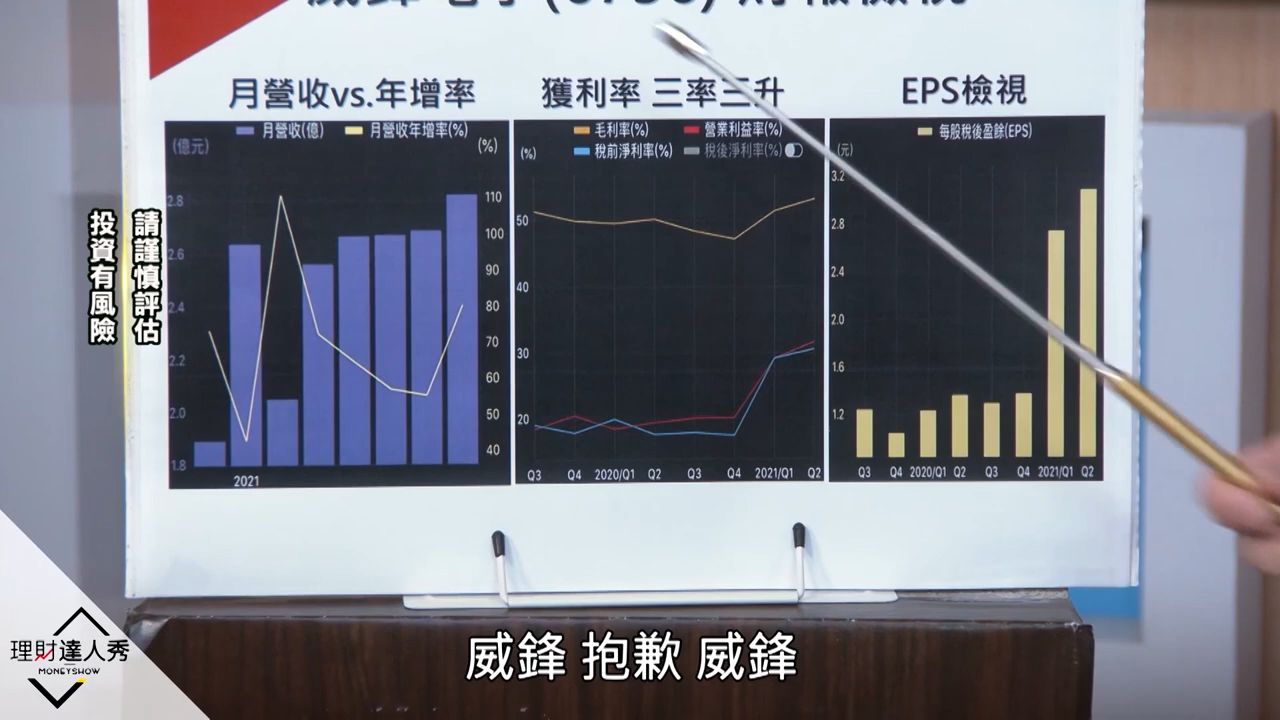 月營收vs.年增率
獲利率 三率三升
EPS檢視
月營收(億)
月營收年增率(%)
(億元)
(%)
2.8
2.6
2.4
2.2
2.0
1.8
110
100
90
80
70
60
50
40
2021
毛利率(%)
營業利益率(%)
稅前淨利率(%)
稅後淨利率(%)
(%)
50
40
30
20
Q3 Q4 2020/Q1 Q2 Q3 Q4 2021/Q1 Q2
每股稅後盈餘(EPS)
(元)
3.2
2.8
2.4
2.0
1.6
1.2
Q3 Q4 2020/Q1 Q2 Q3 Q4 2021/Q1 Q2
請謹慎評估
投資有風險
理財達人秀
MONEYSHOW
威鋒 抱歉 威鋒